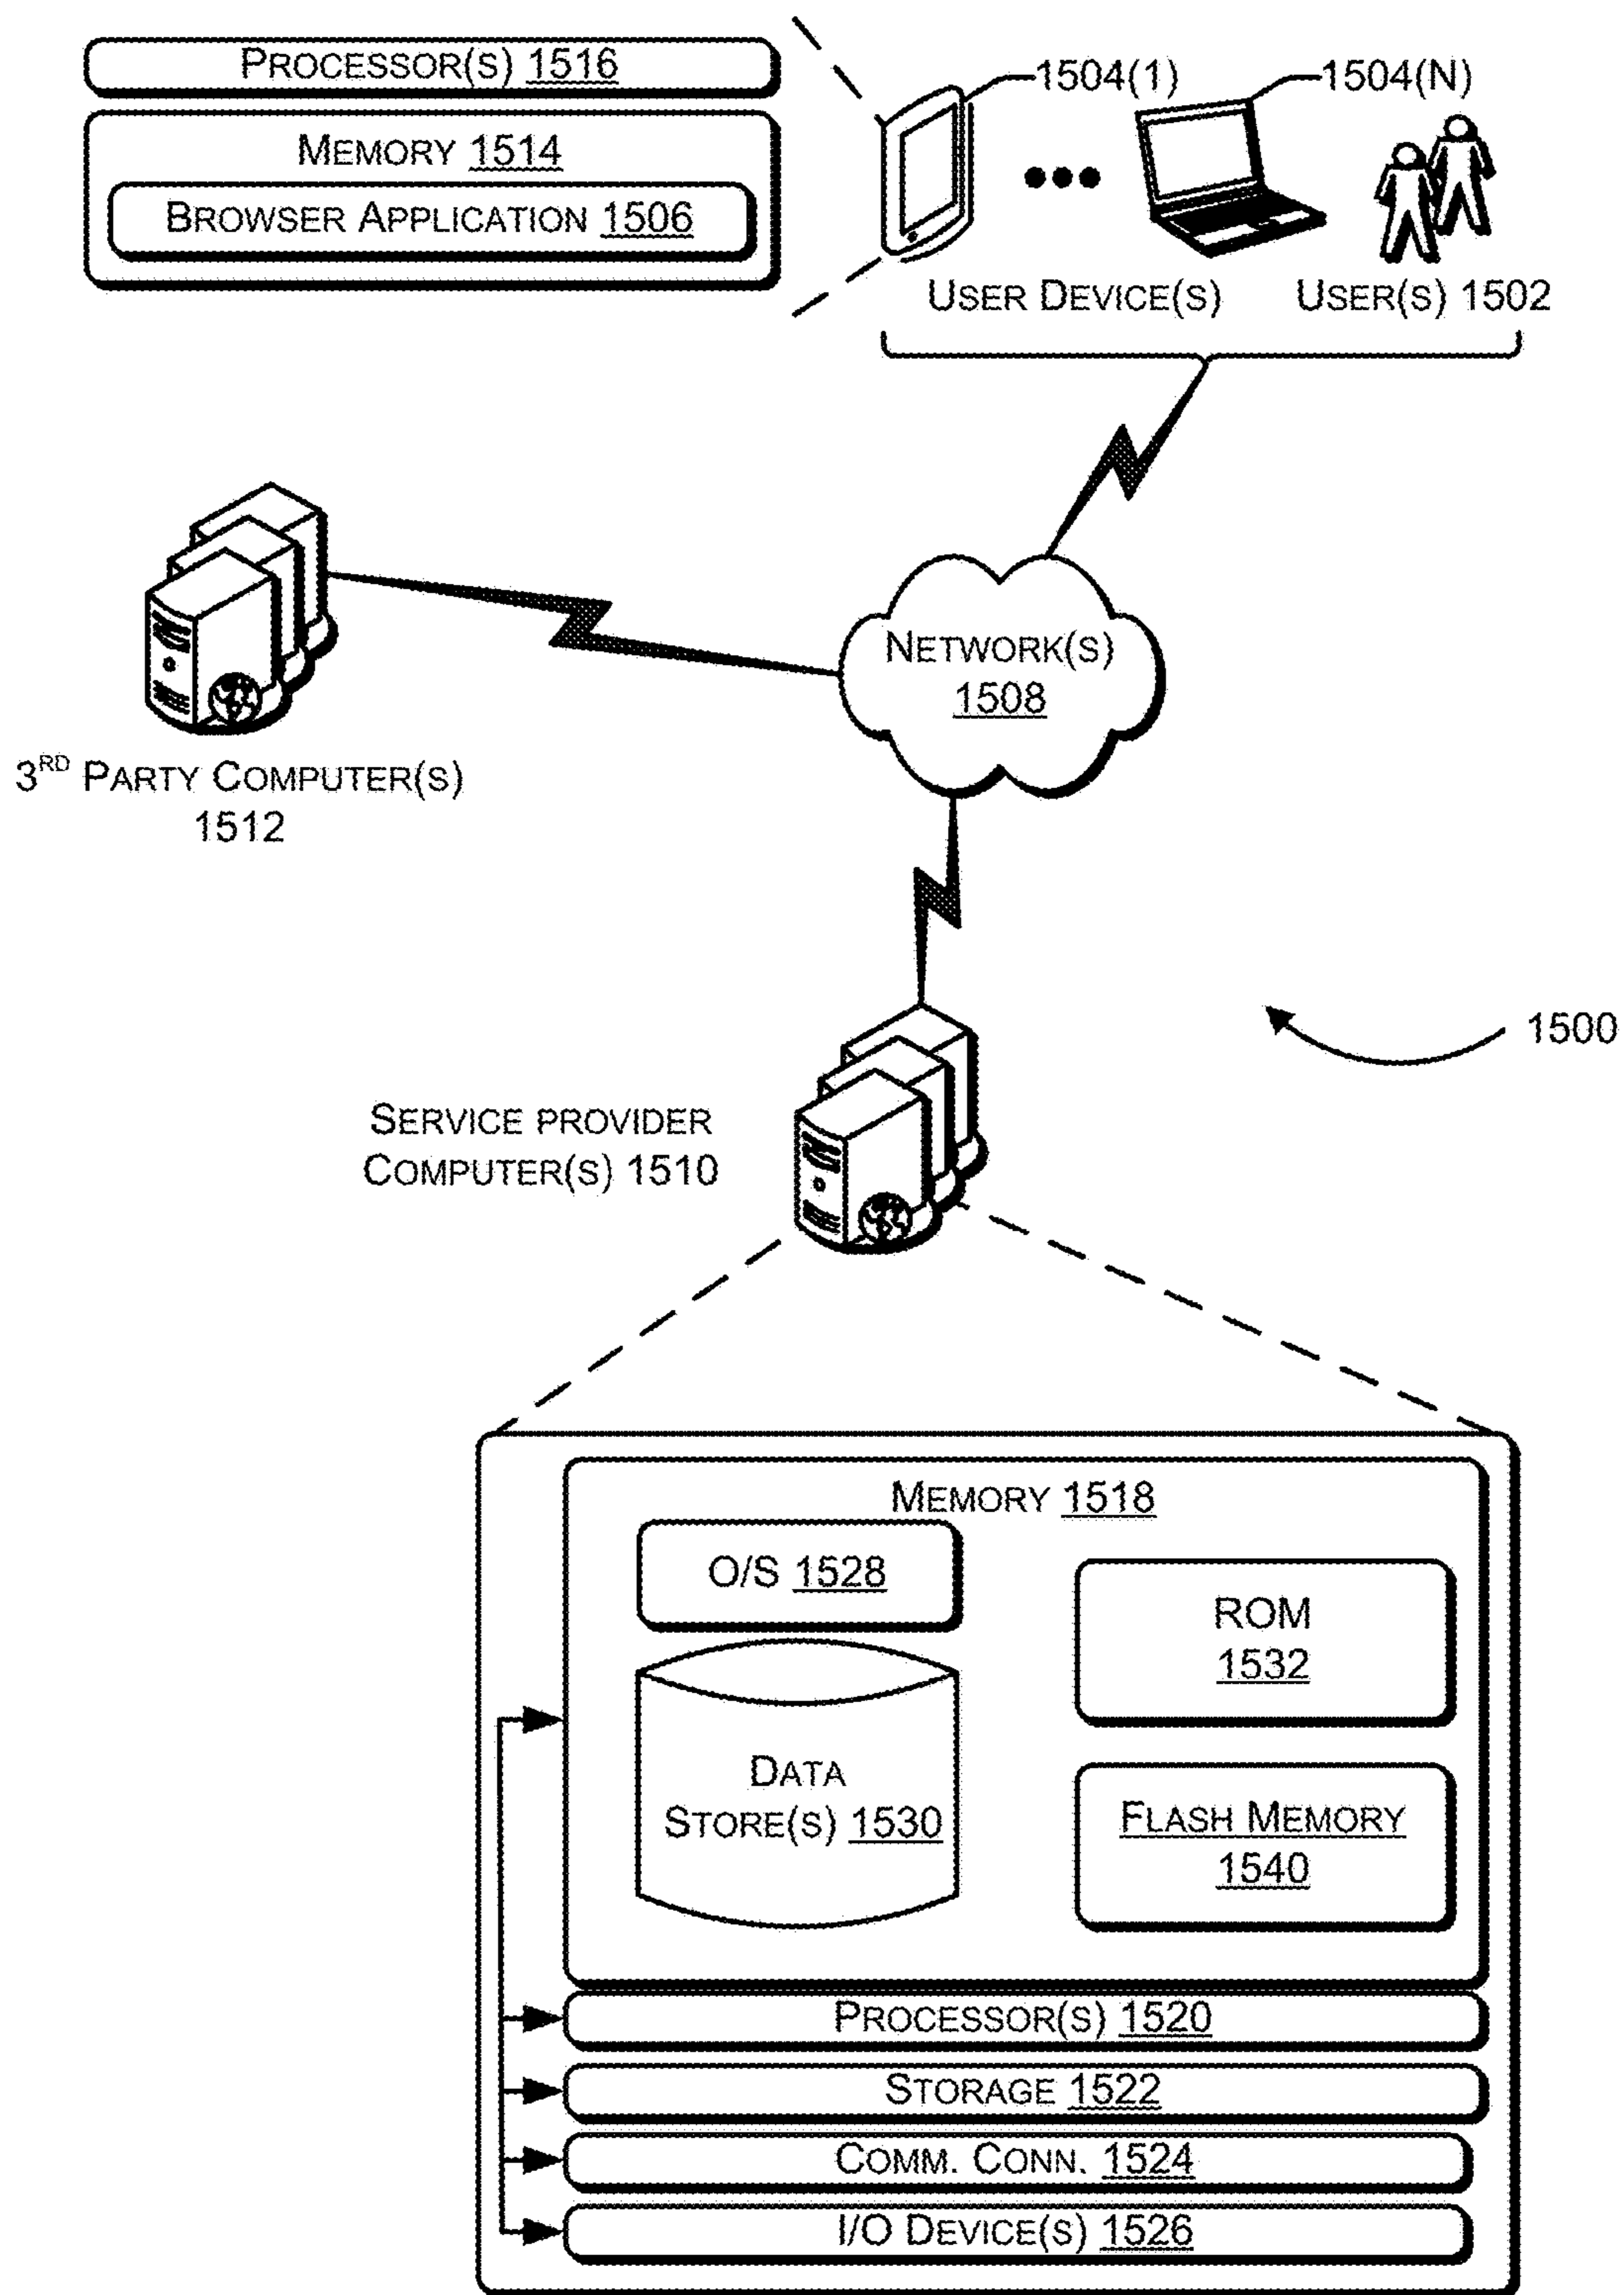 PROCESSOR(S) 1516
MEMORY 1514
BROWSER APPLICATION 1506
1504(1)
1504(N)
USER DEVICE(S)
USER(S) 1502
NETWORK(S)
1508
3RD PARTY COMPUTER(S)
1512
1500
SERVICE PROVIDER
COMPUTER(S) 1510
MEMORY 1518
O/S 1528
ROM
1532
DATA
STORE(S) 1530
FLASH MEMORY
1540
PROCESSOR(S) 1520
STORAGE 1522
COMM. CONN. 1524
I/O DEVICE(S) 1526